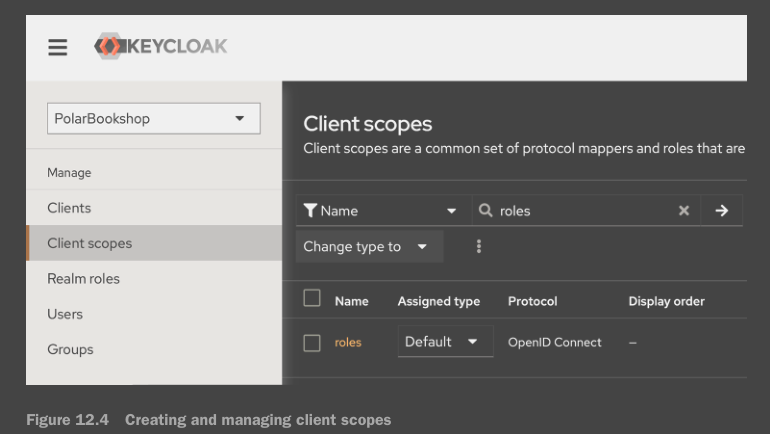 KEYCLOAK
PolarBookshop
Manage
Clients
Client scopes
Realm roles
Users
Groups
Client scopes
Client scopes are a common set of protocol mappers and roles that are
Name roles
Change type to
Name Assigned type Protocol Display order
roles Default OpenID Connect –
Figure 12.4 Creating and managing client scopes